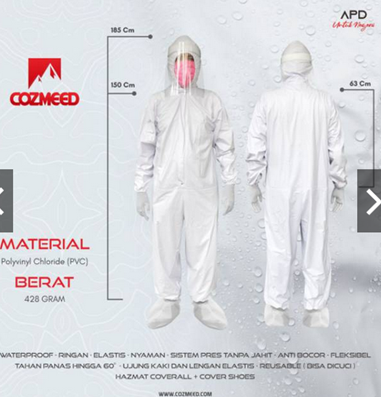 APD
Untuk Negeri
185 Cm
150 Cm
63 Cm
COZMEED
MATERIAL
Polyvinyl Chloride (PVC)
BERAT
428 GRAM
WATERPROOF · RINGAN · ELASTIS · NYAMAN · SISTEM PRES TANPA JAHIT · ANTI BOCOR · FLEKSIBEL
TAHAN PANAS HINGGA 60° · UJUNG KAKI DAN LENGAN ELASTIS · REUSABLE ( BISA DICUCI )
HAZMAT COVERALL + COVER SHOES
WWW.COZMEED.COM